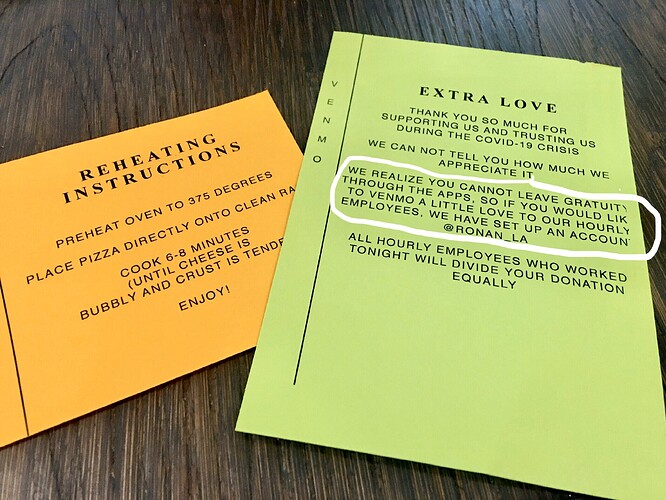 REHEATING
INSTRUCTIONS
PREHEAT OVEN TO 375 DEGREES
PLACE PIZZA DIRECTLY ONTO CLEAN RA
COOK 6-8 MINUTES
(UNTIL CHEESE IS
BUBBLY AND CRUST IS TENDE
ENJOY!
VENMO
EXTRA LOVE
THANK YOU SO MUCH FOR
SUPPORTING US AND TRUSTING US
DURING THE COVID-19 CRISIS
WE CAN NOT TELL YOU HOW MUCH WE
APPRECIATE IT
WE REALIZE YOU CANNOT LEAVE GRATUITY
THROUGH THE APPS, SO IF YOU WOULD LIK
TO VENMO A LITTLE LOVE TO OUR HOURLY
EMPLOYEES, WE HAVE SET UP AN ACCOUNT
@RONAN_LA
ALL HOURLY EMPLOYEES WHO WORKED
TONIGHT WILL DIVIDE YOUR DONATION
EQUALLY